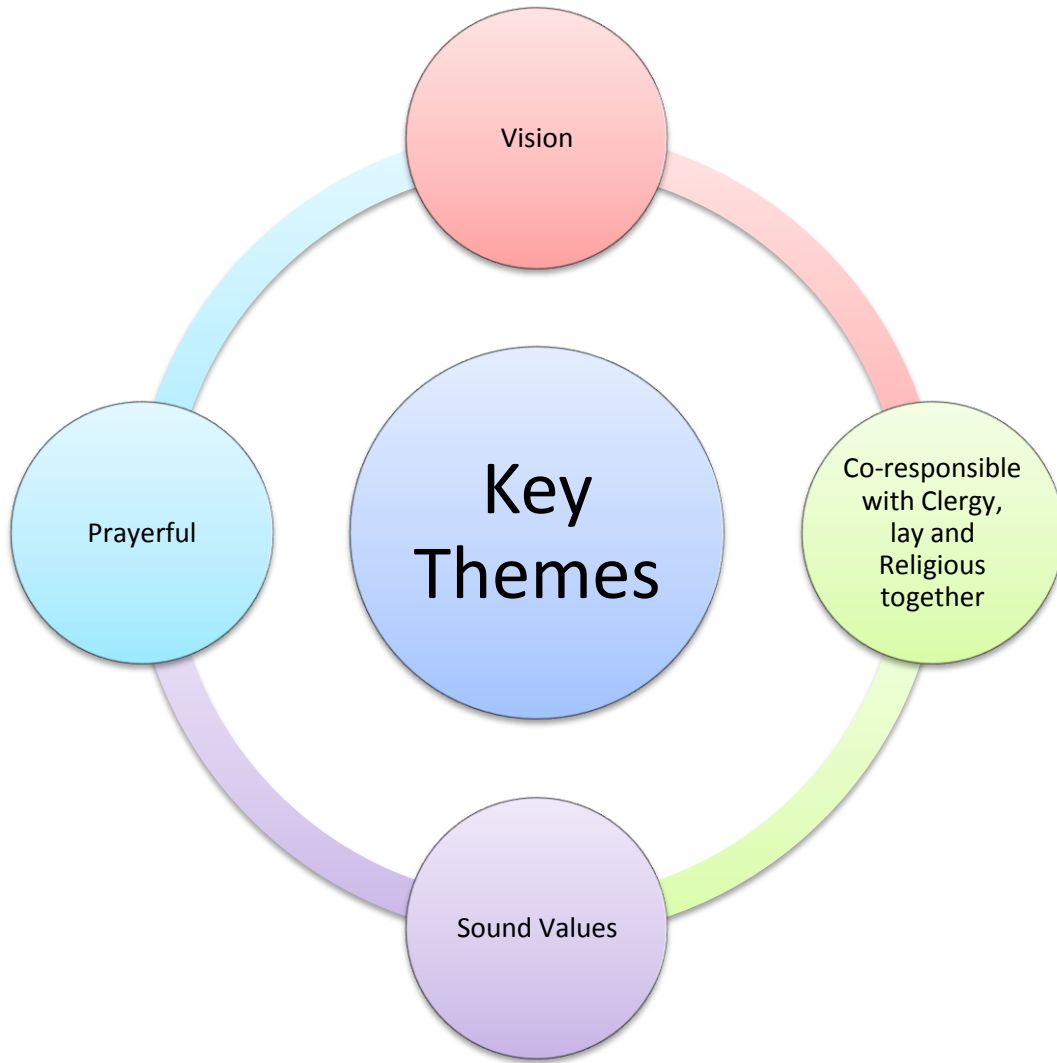 Vision
Prayerful
Key
Themes
Co-responsible
with Clergy,
lay and
Religious
together
Sound Values